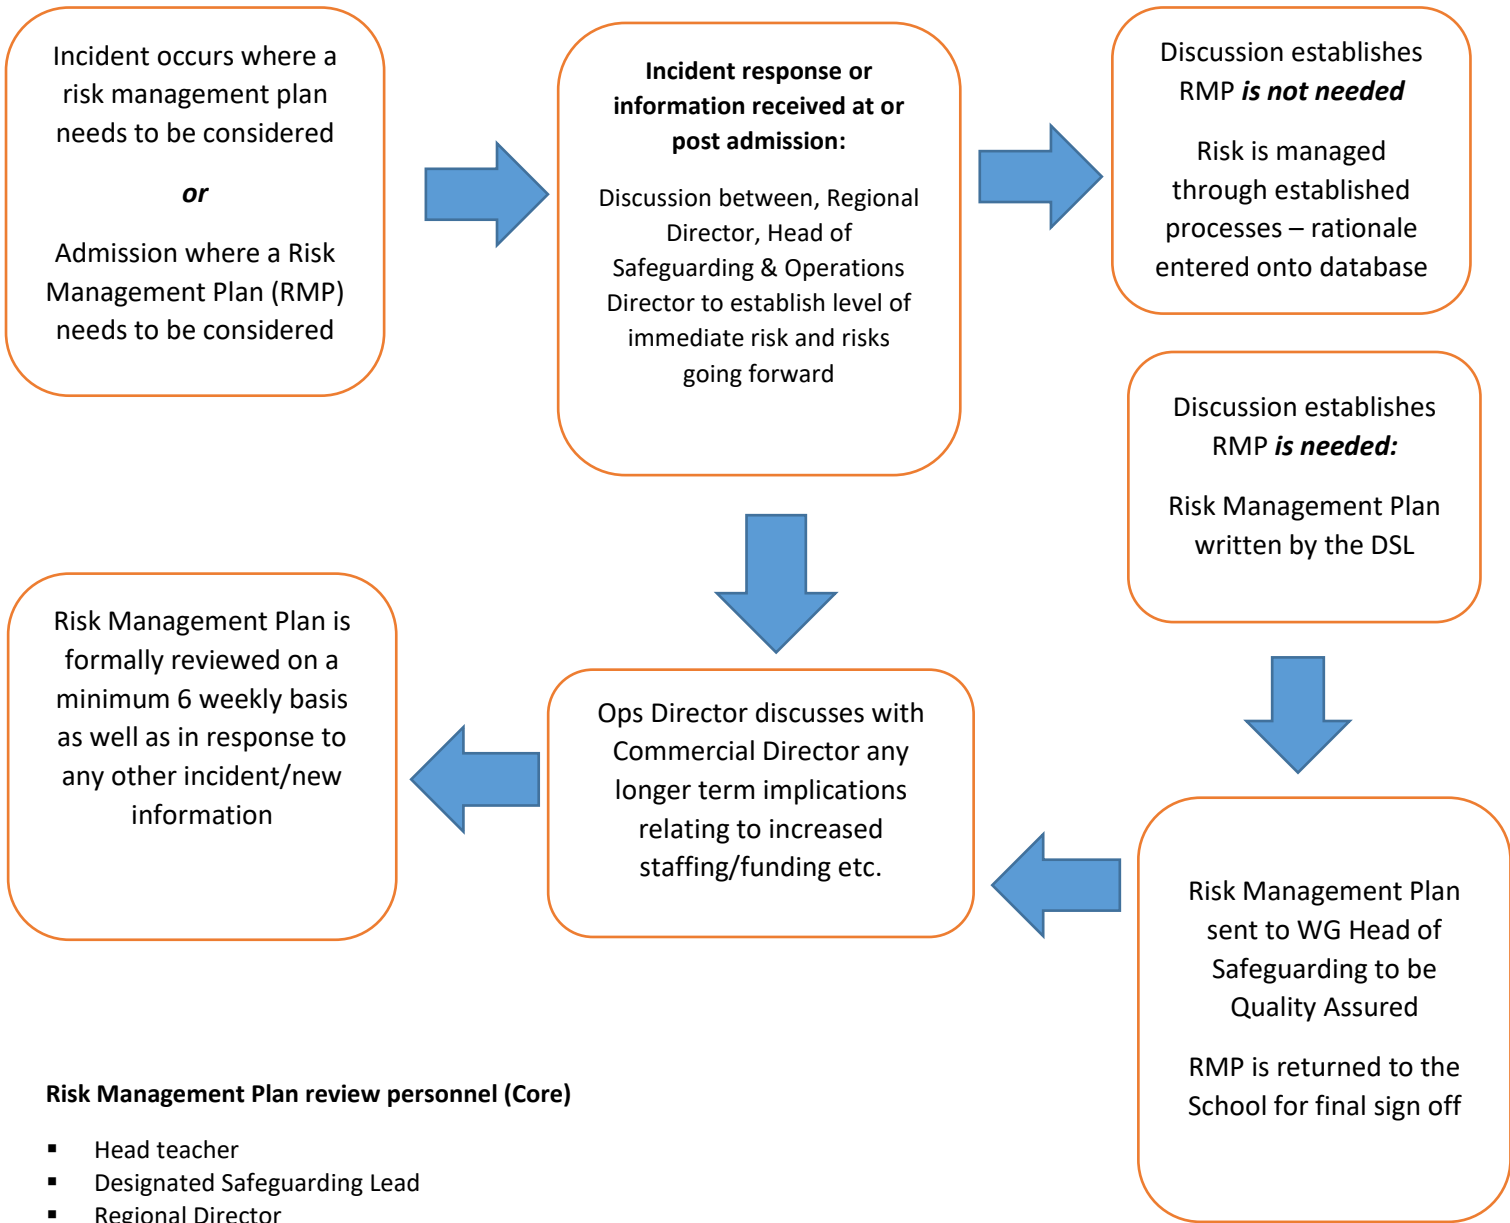 Incident occurs where a
risk management plan
needs to be considered
or
Admission where a Risk
Management Plan (RMP)
needs to be considered
Incident response or
information received at or
post admission:
Discussion between, Regional
Director, Head of
Safeguarding & Operations
Director to establish level of
immediate risk and risks
going forward
Discussion establishes
RMP is not needed
Risk is managed
through established
processes – rationale
entered onto database
Discussion establishes
RMP is needed:
Risk Management Plan
written by the DSL
Risk Management Plan
sent to WG Head of
Safeguarding to be
Quality Assured
RMP is returned to the
School for final sign off
Ops Director discusses with
Commercial Director any
longer term implications
relating to increased
staffing/funding etc.
Risk Management Plan is
formally reviewed on a
minimum 6 weekly basis
as well as in response to
any other incident/new
information
Risk Management Plan review personnel (Core)
▪ Head teacher
▪ Designated Safeguarding Lead
▪ Regional Director